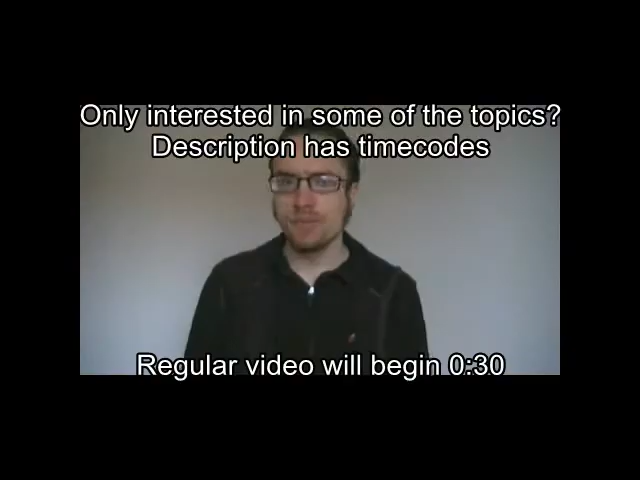 Only interested in some of the topics?
Description has timecodes
Regular video will begin 0:30